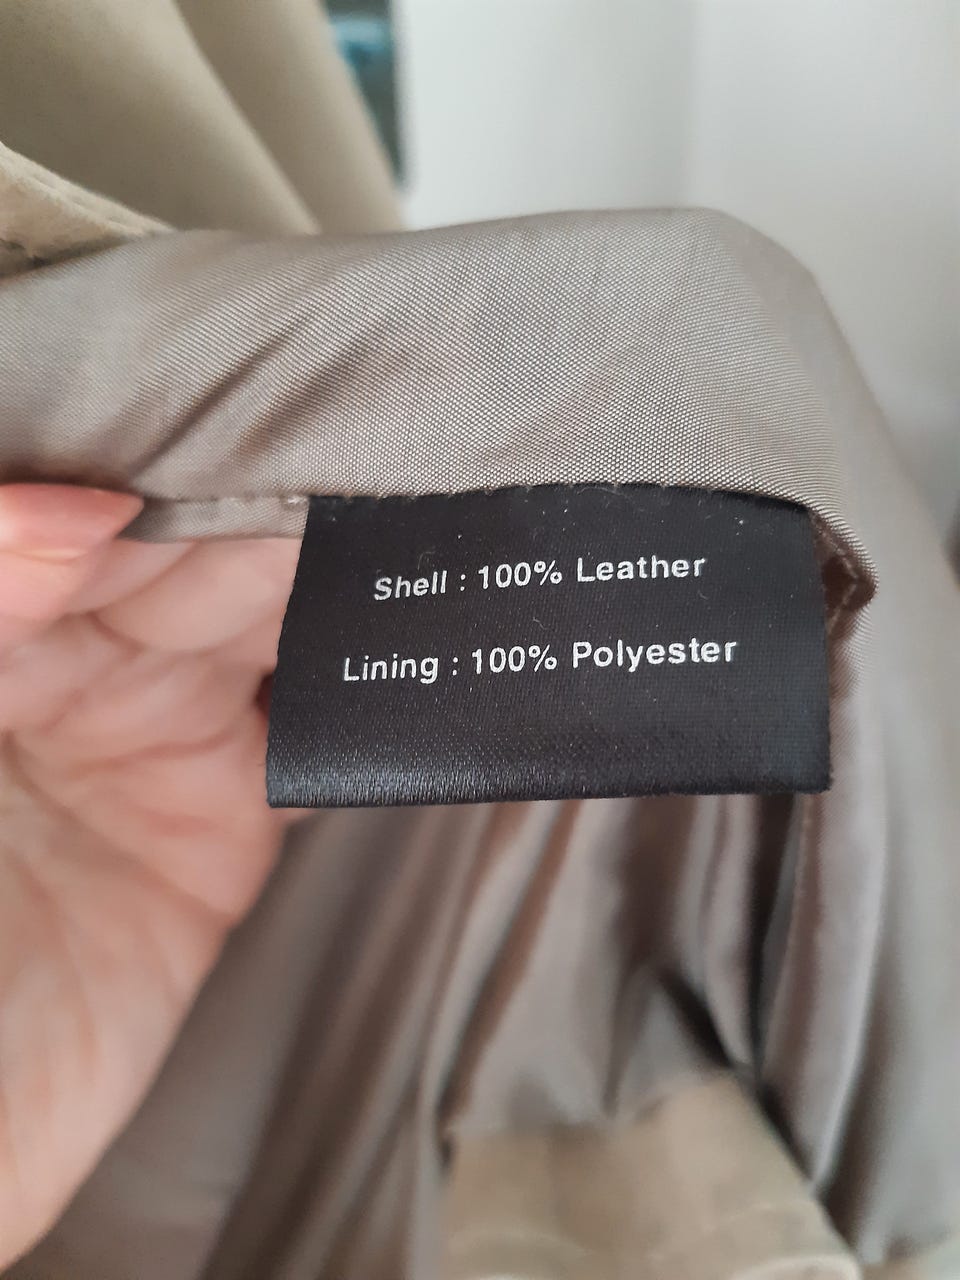 Shell : 100% Leather
Lining : 100% Polyester